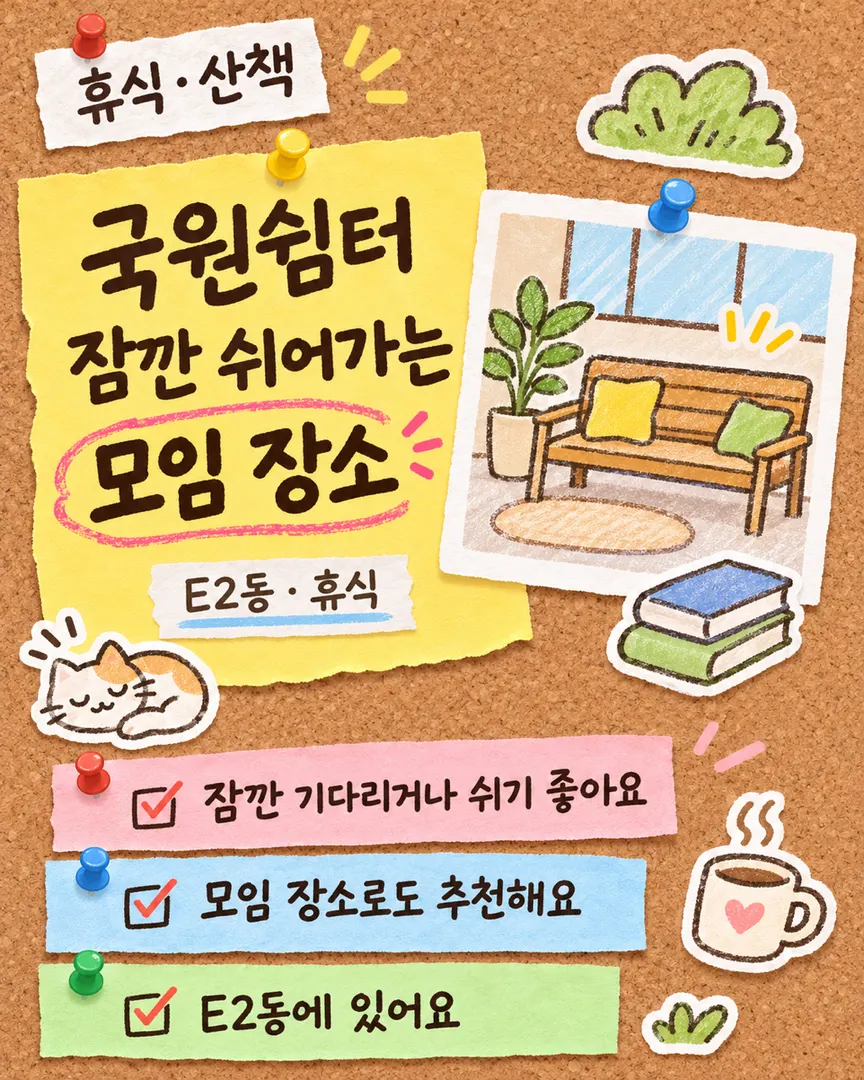 휴식·산책
국원쉼터
잠깐 쉬어가는
모임 장소
E2동·휴식
잠깐 기다리거나 쉬기 좋아요
모임 장소로도 추천해요
E2동에 있어요